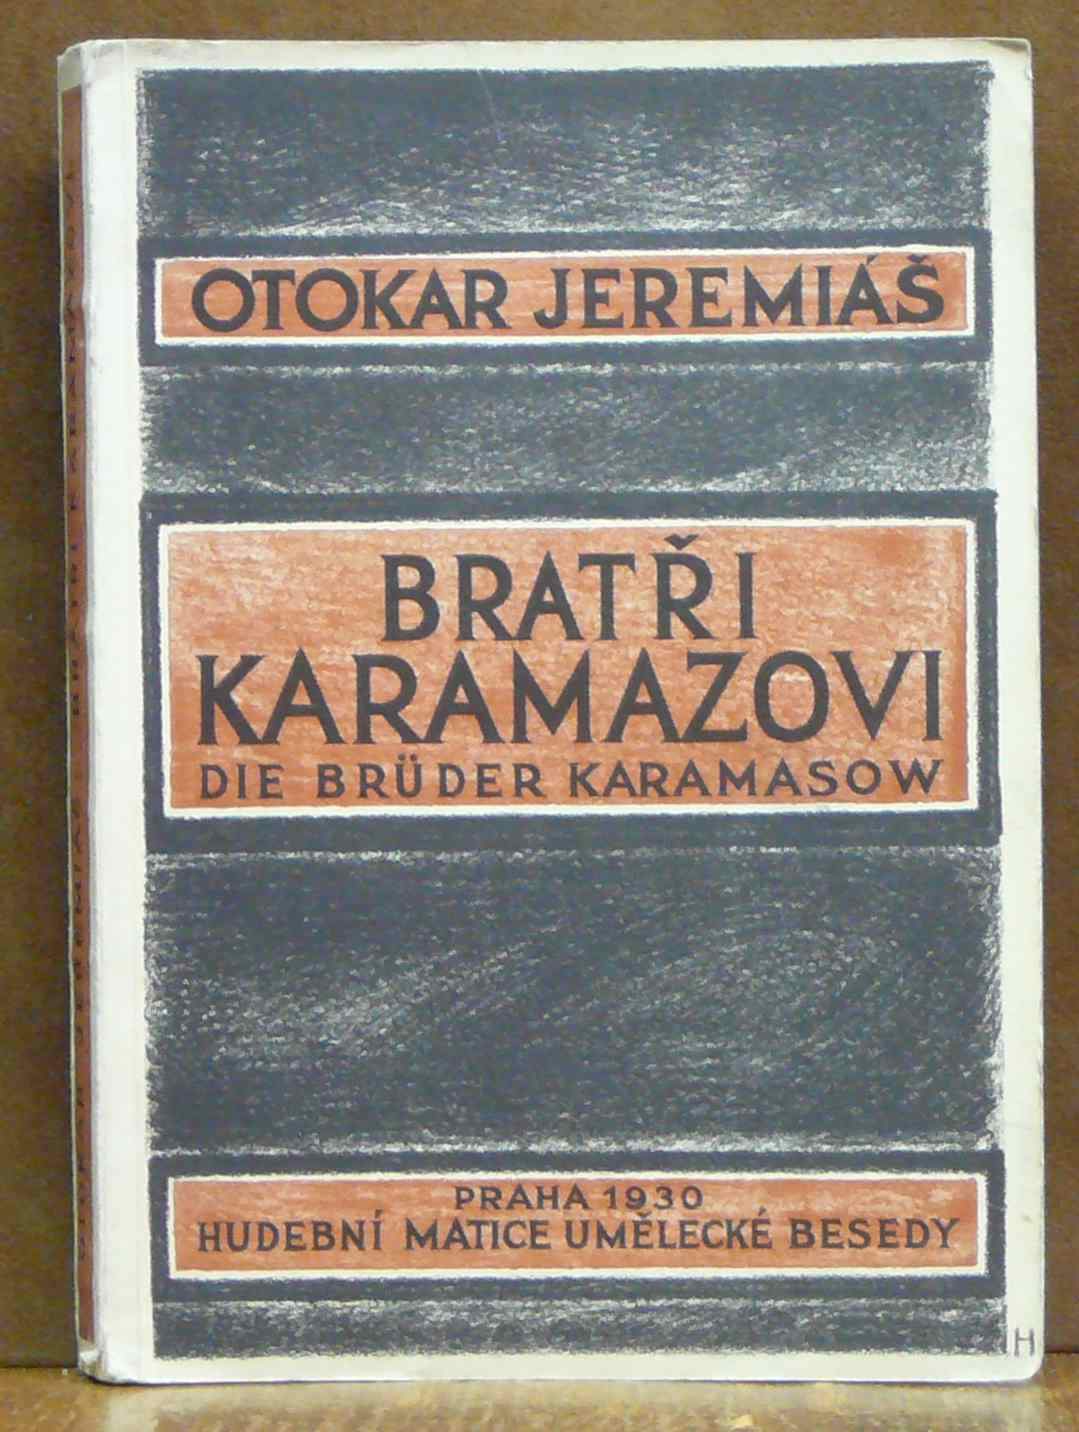 OTOKAR JEREMIÁŠ
BRATŘI
KARAMAZOVI
DIE BRÜDER KARAMASOW
PRAHA 1930
HUDEBNÍ MATICE UMĚLECKÉ BESEDY
H